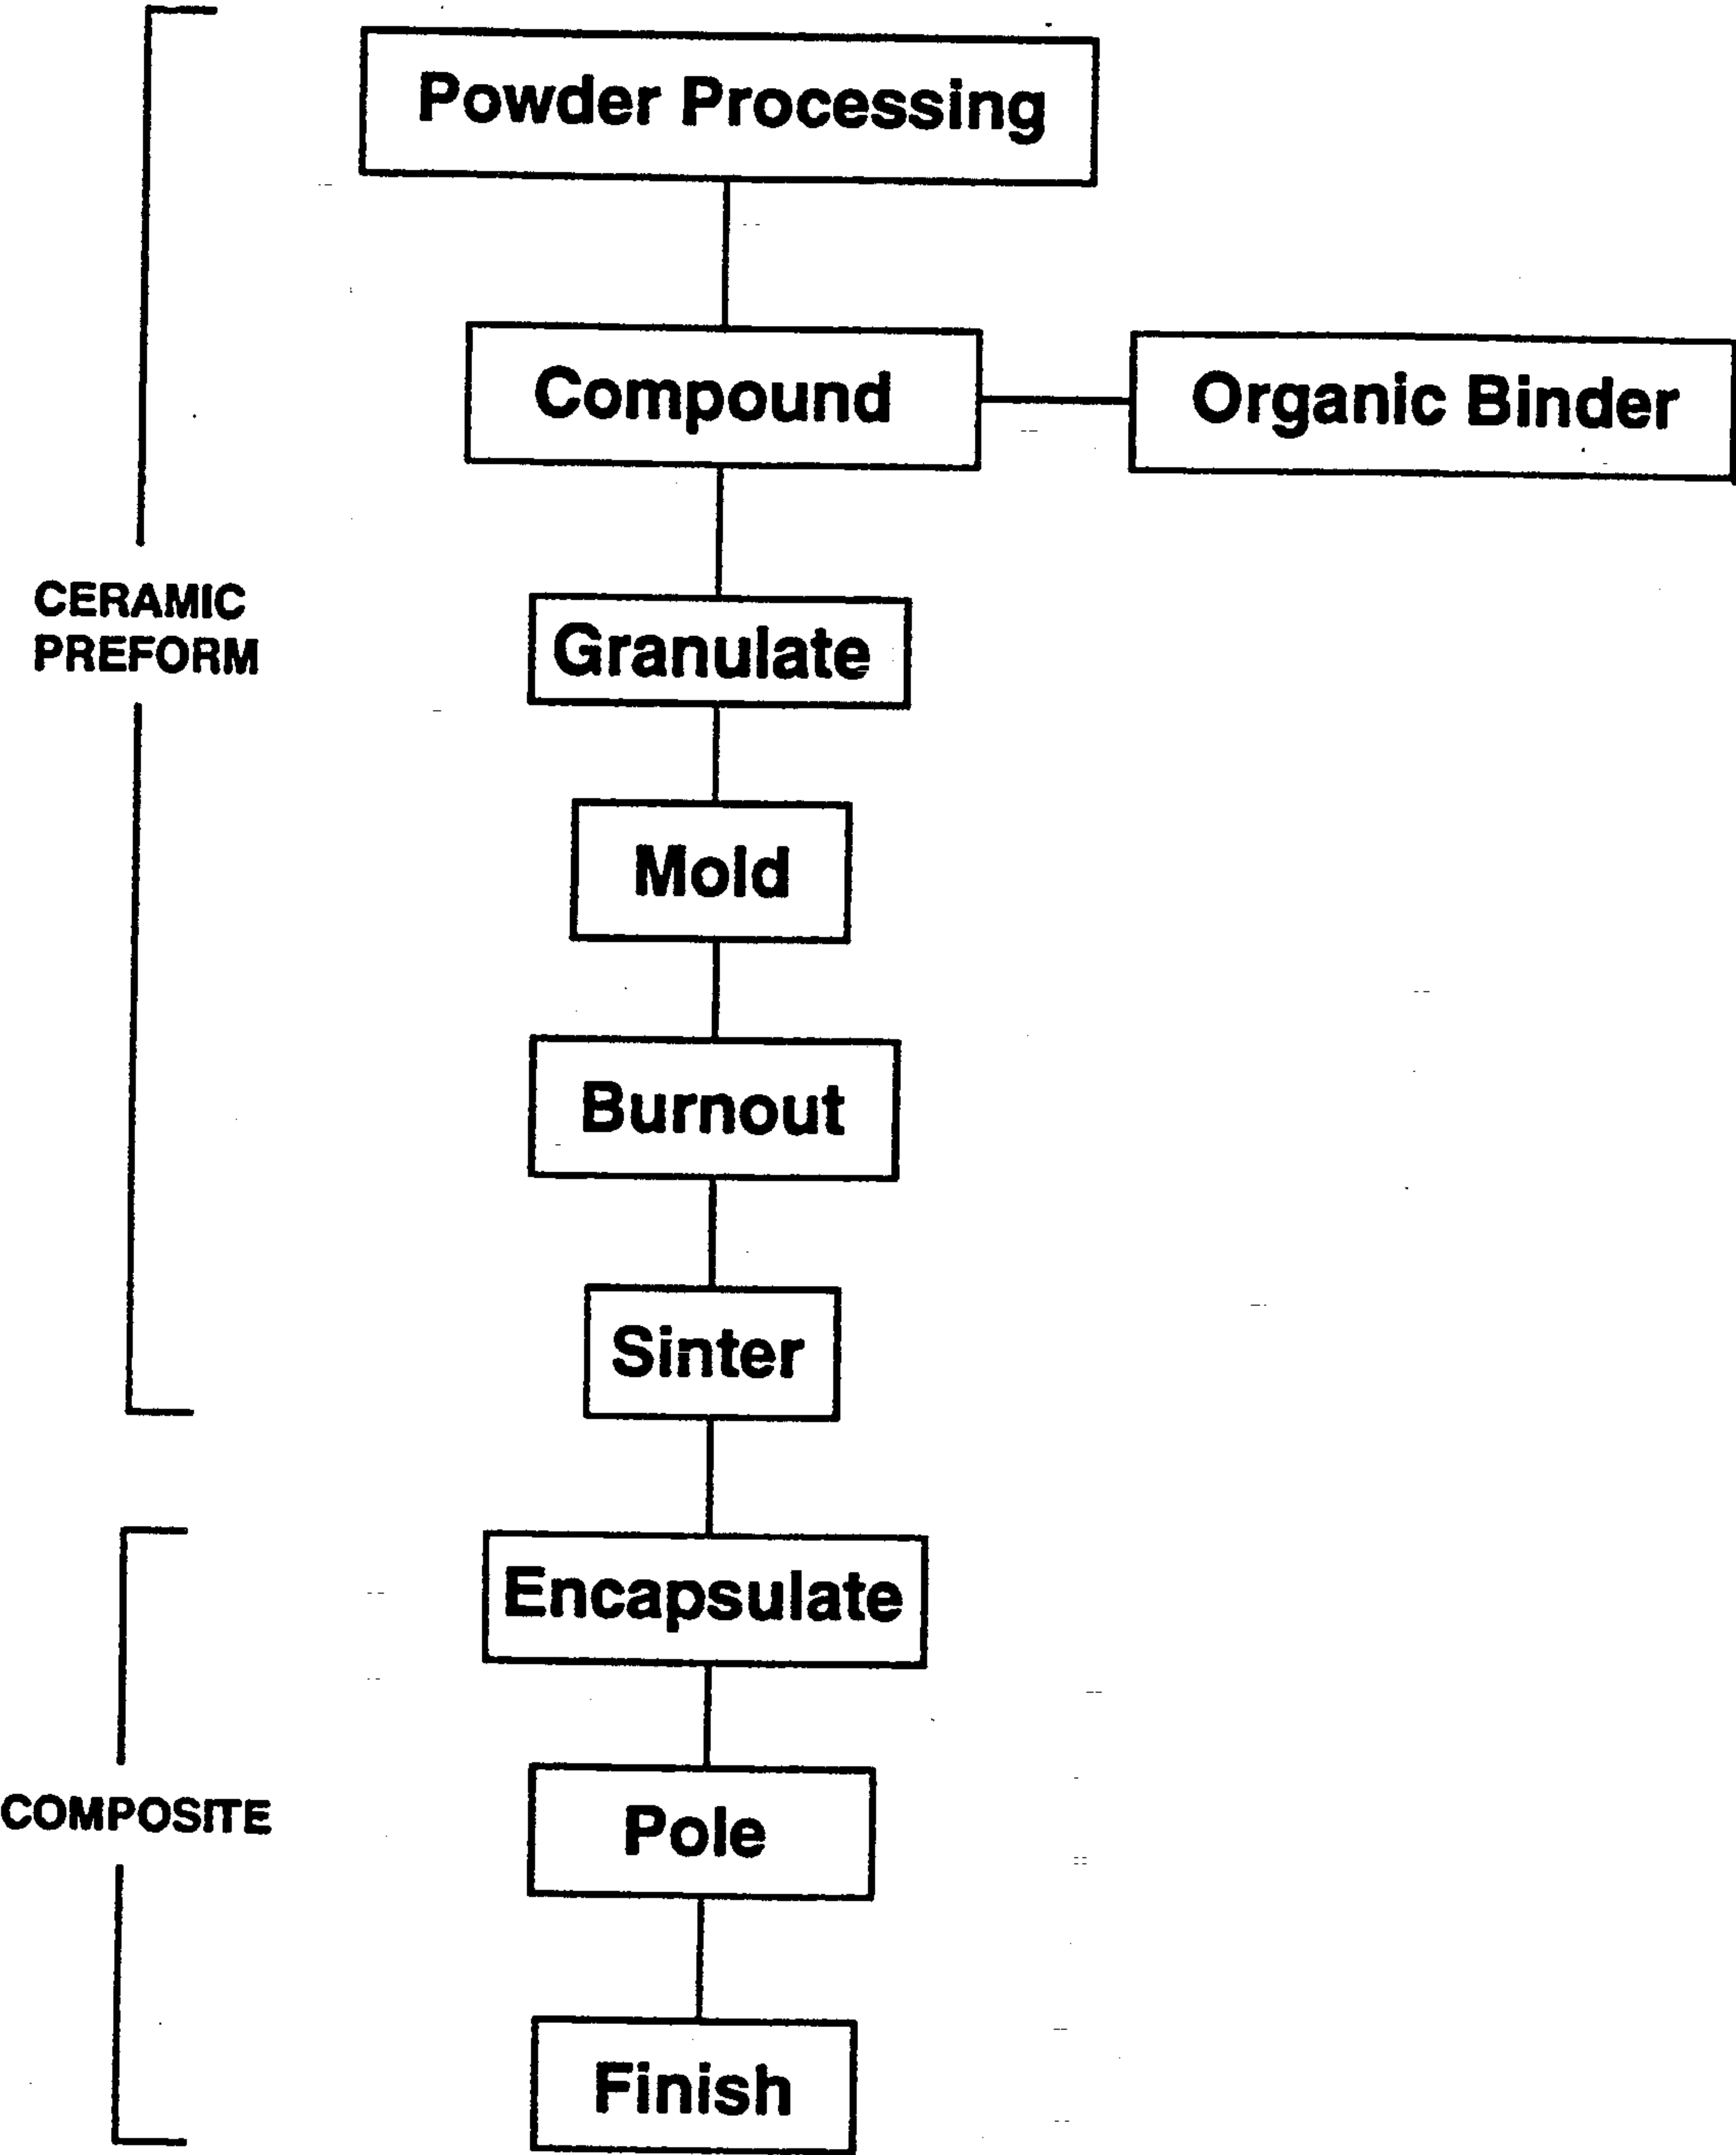 Powder Processing
Compound
Organic Binder
Granulate
CERAMIC
PREFORM
Mold
Burnout
Sinter
Encapsulate
Pole
COMPOSITE
Finish